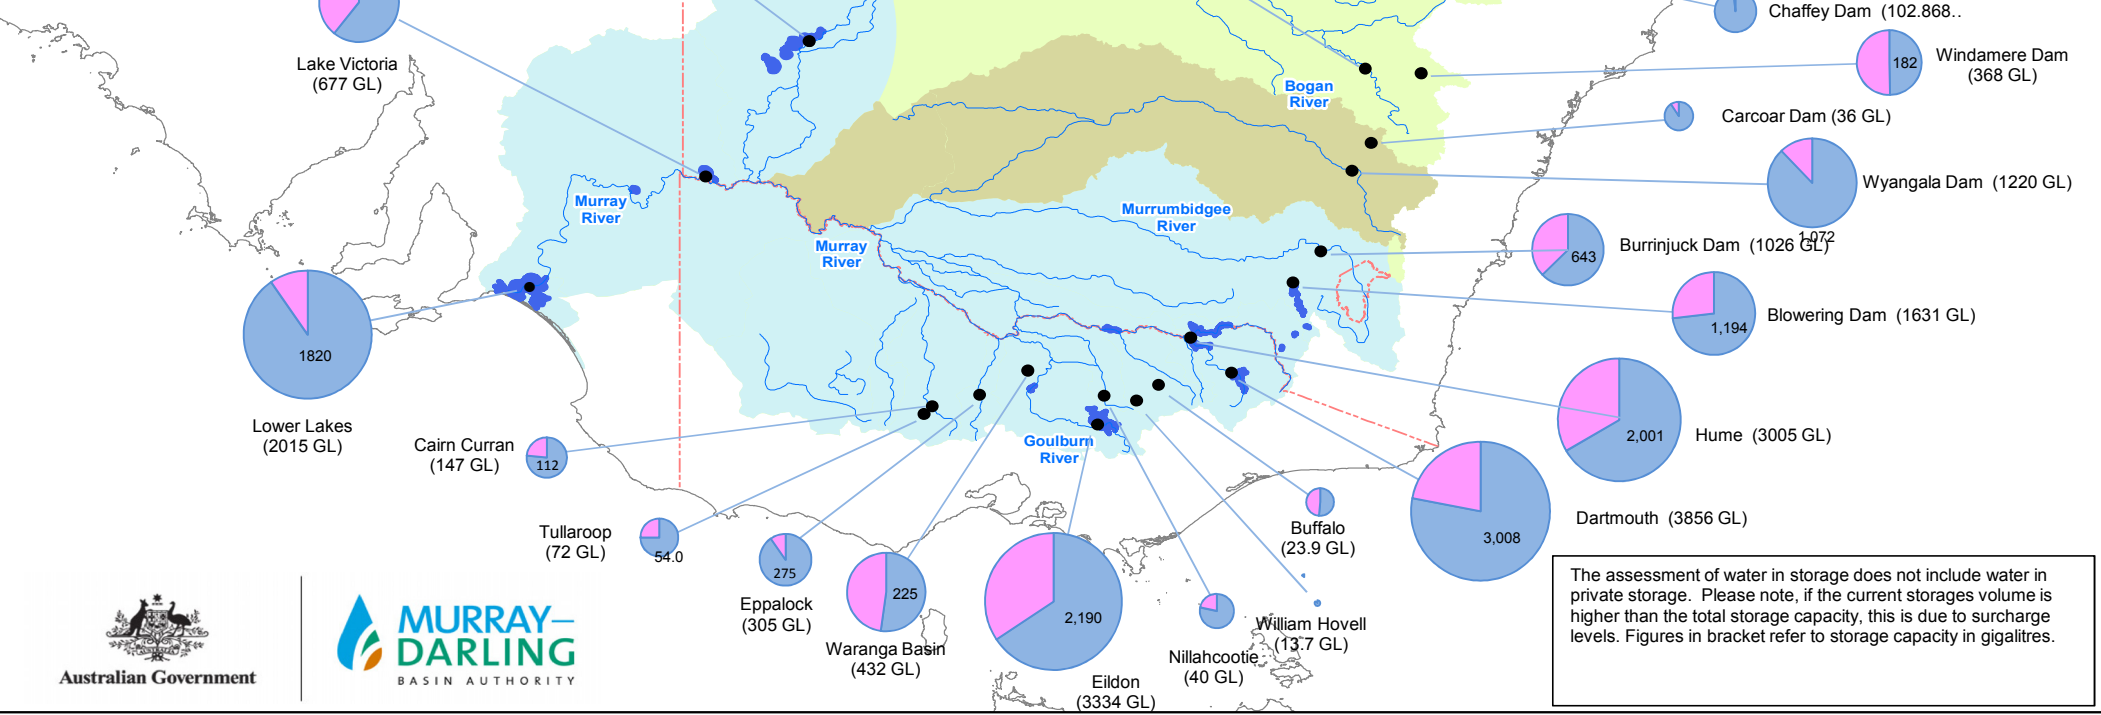 Chaffey Dam (102.868..
Lake Victoria
(677 GL)
182
Windamere Dam
(368 GL)
Bogan
River
Carcoar Dam (36 GL)
Wyangala Dam (1220 GL)
1,072
Murray
River
Murrumbidgee
River
Murray
River
643
Burrinjuck Dam (1026 GL)
1,194
Blowering Dam (1631 GL)
1820
Lower Lakes
(2015 GL)
2,001
Hume (3005 GL)
Cairn Curran
(147 GL)
112
Goulburn
River
Tullaroop
(72 GL)
54.0
275
Eppalock
(305 GL)
225
Waranga Basin
(432 GL)
2,190
Eildon
(3334 GL)
Nillahcootie
(40 GL)
William Hovell
(13.7 GL)
Buffalo
(23.9 GL)
3,008
Dartmouth (3856 GL)
The assessment of water in storage does not include water in
private storage. Please note, if the current storages volume is
higher than the total storage capacity, this is due to surcharge
levels. Figures in bracket refer to storage capacity in gigalitres.
Australian Government
MURRAY–
DARLING
BASIN AUTHORITY